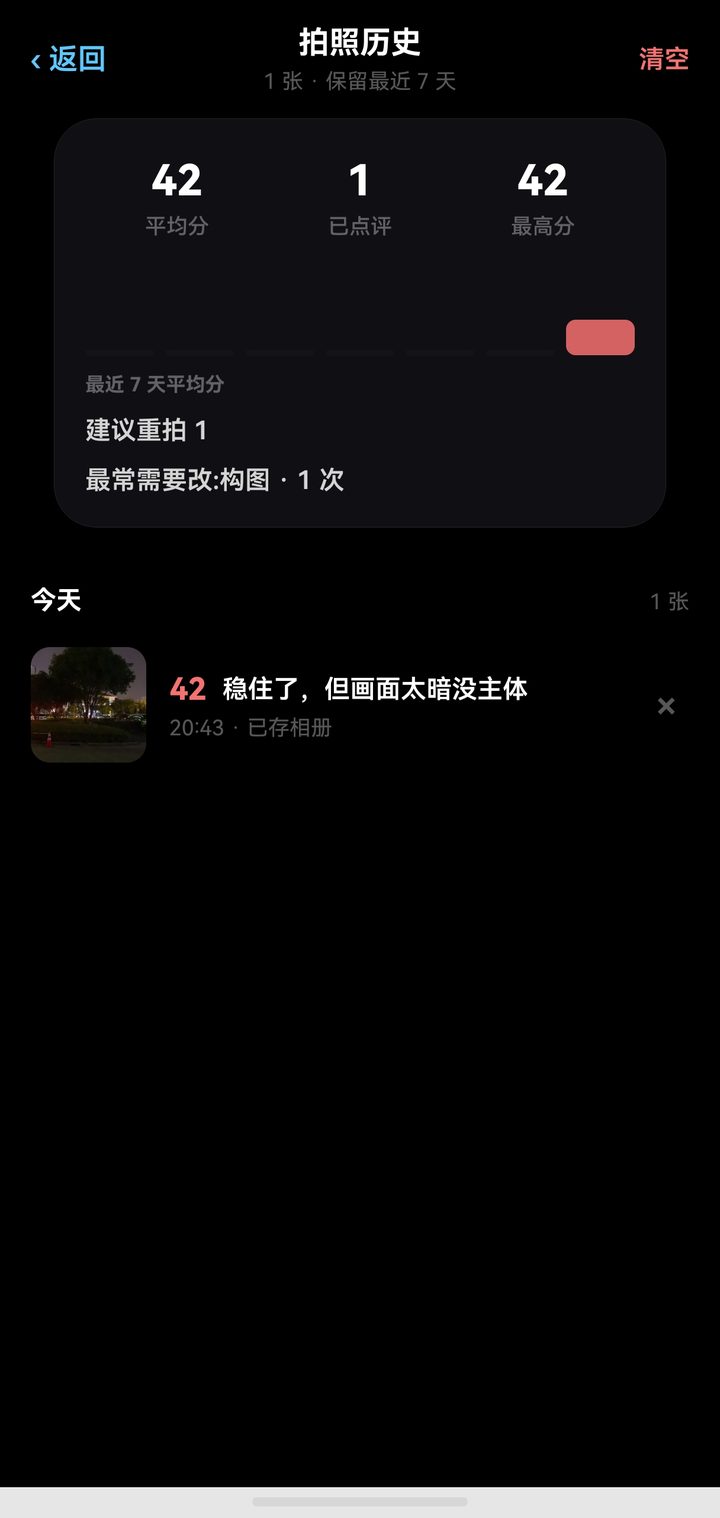 ‹ 返回
拍照历史
清空
1 张 · 保留最近 7 天
42
1
42
平均分
已点评
最高分
最近 7 天平均分
建议重拍 1
最常需要改:构图 · 1 次
今天
1 张
42 稳住了，但画面太暗没主体
20:43 · 已存相册
×